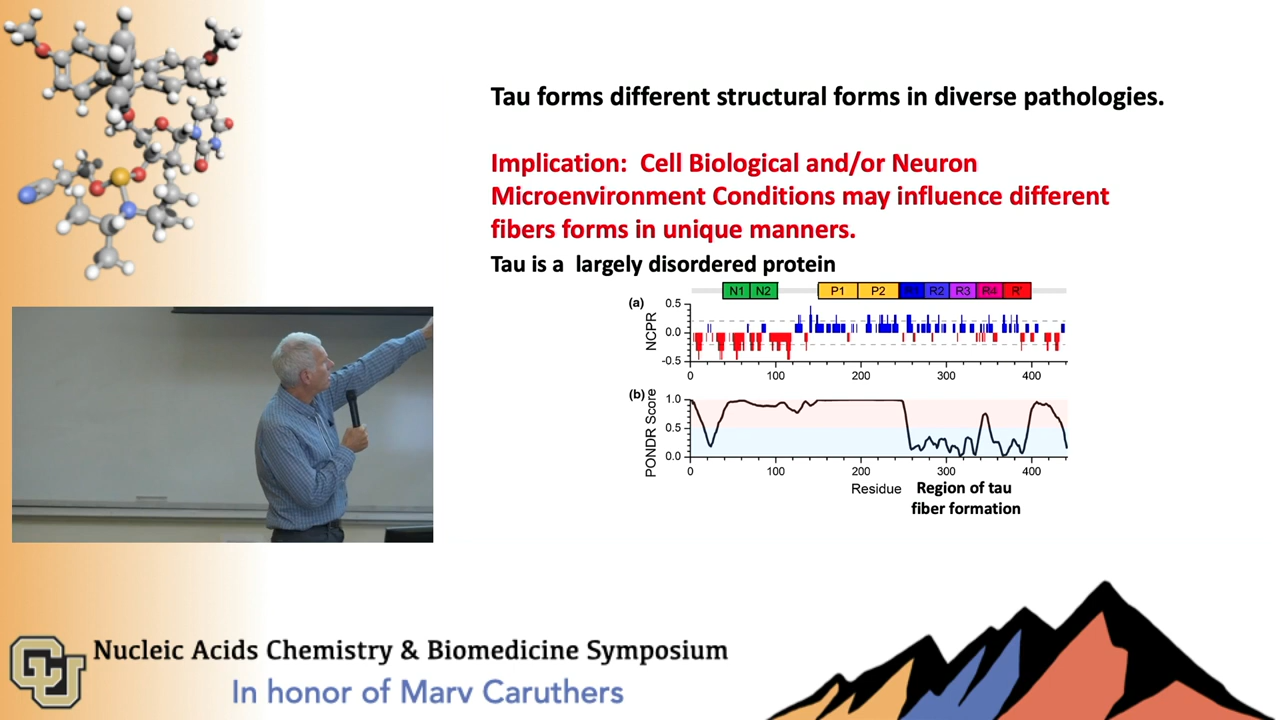 Tau forms different structural forms in diverse pathologies.
Implication: Cell Biological and/or Neuron
Microenvironment Conditions may influence different
fibers forms in unique manners.
Tau is a largely disordered protein
N1 N2 P1 P2 R1 R2 R3 R4 R'
(a)
NCPR
0.5
0.0
-0.5
0 100 200 300 400
(b)
PONDR Score
1.0
0.5
0.0
0 100 200 300 400
Residue
Region of tau
fiber formation
CU
Nucleic Acids Chemistry & Biomedicine Symposium
In honor of Marv Caruthers